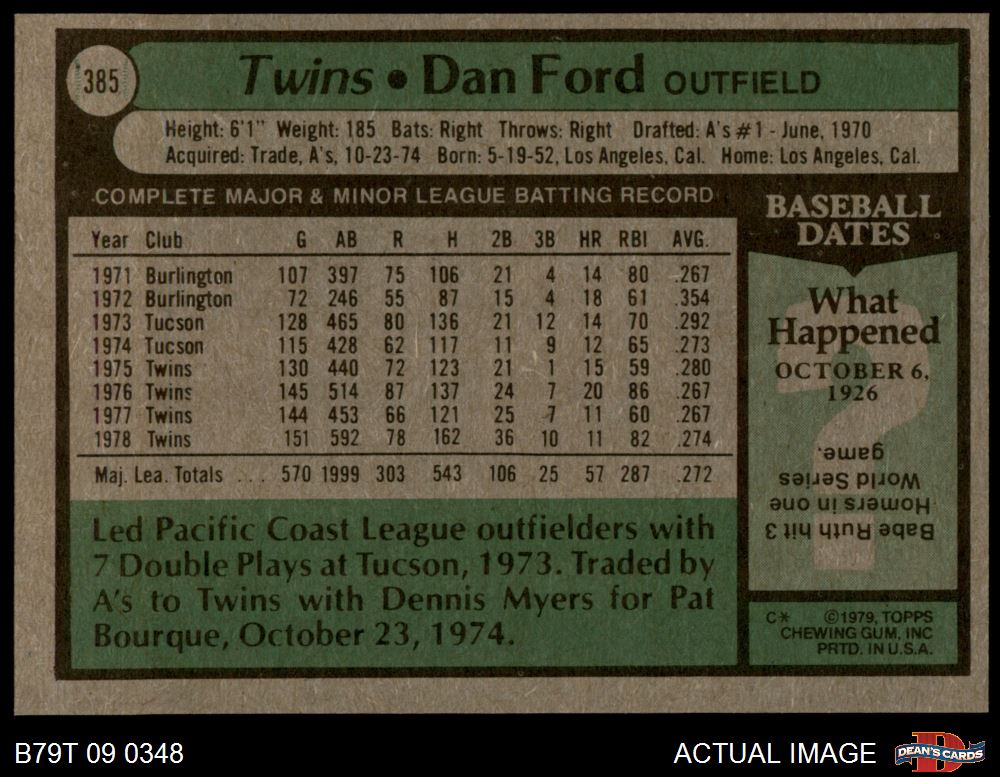 385
Twins • Dan Ford OUTFIELD
Height: 6'1" Weight: 185 Bats: Right Throws: Right Drafted: A's #1 - June, 1970
Acquired: Trade, A's, 10-23-74 Born: 5-19-52, Los Angeles, Cal. Home: Los Angeles, Cal.
COMPLETE MAJOR & MINOR LEAGUE BATTING RECORD
Year Club G AB R H 2B 3B HR RBI AVG.
1971 Burlington 107 397 75 106 21 4 14 80 .267
1972 Burlington 72 246 55 87 15 4 18 61 .354
1973 Tucson 128 465 80 136 21 12 14 70 .292
1974 Tucson 115 428 62 117 11 9 12 65 .273
1975 Twins 130 440 72 123 21 1 15 59 .280
1976 Twins 145 514 87 137 24 7 20 86 .267
1977 Twins 144 453 66 121 25 7 11 60 .267
1978 Twins 151 592 78 162 36 10 11 82 .274
Maj. Lea. Totals ... 570 1999 303 543 106 25 57 287 .272
Led Pacific Coast League outfielders with
7 Double Plays at Tucson, 1973. Traded by
A's to Twins with Dennis Myers for Pat
Bourque, October 23, 1974.
BASEBALL
DATES
What
Happened
OCTOBER 6,
1926
Babe Ruth hit 3
Homers in one
World Series
game.
C* ©1979, TOPPS
CHEWING GUM, INC
PRTD. IN U.S.A.
B79T 09 0348
ACTUAL IMAGE
DEAN'S CARDS